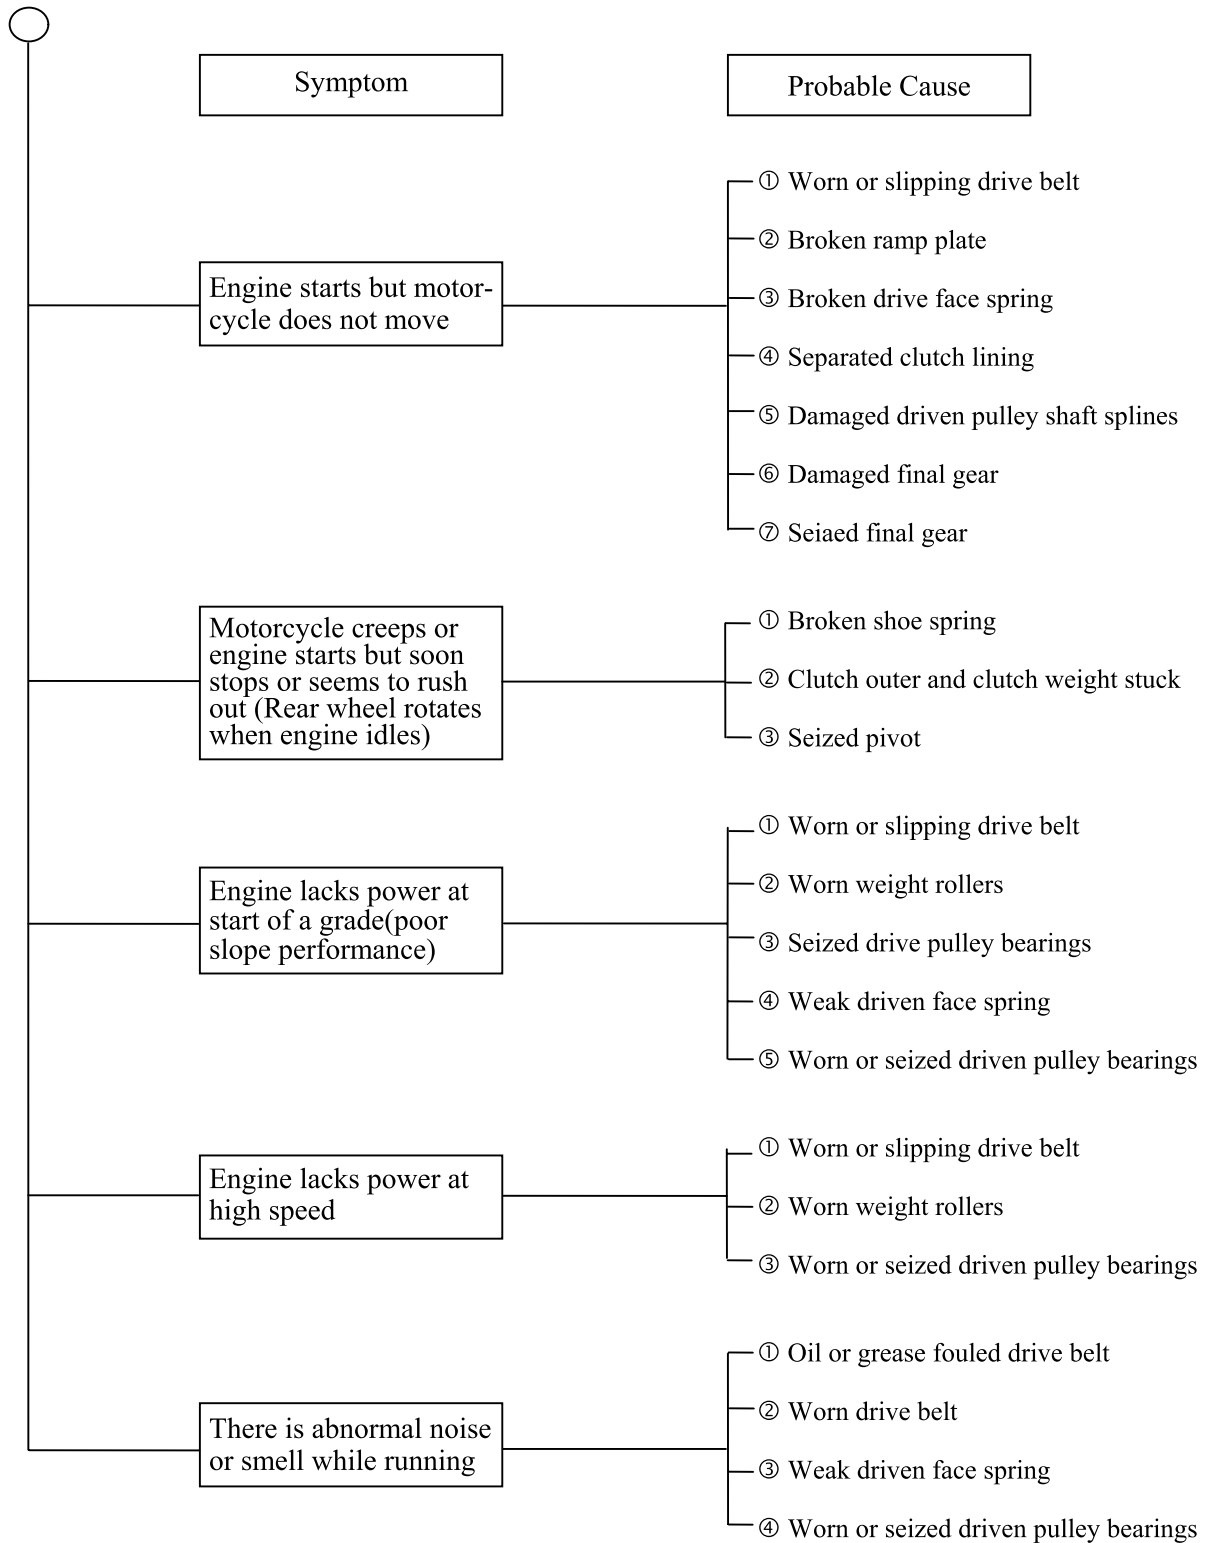 Symptom
Probable Cause
Engine starts but motor-
cycle does not move
① Worn or slipping drive belt
② Broken ramp plate
③ Broken drive face spring
④ Separated clutch lining
⑤ Damaged driven pulley shaft splines
⑥ Damaged final gear
⑦ Seiaed final gear
Motorcycle creeps or
engine starts but soon
stops or seems to rush
out (Rear wheel rotates
when engine idles)
① Broken shoe spring
② Clutch outer and clutch weight stuck
③ Seized pivot
Engine lacks power at
start of a grade(poor
slope performance)
① Worn or slipping drive belt
② Worn weight rollers
③ Seized drive pulley bearings
④ Weak driven face spring
⑤ Worn or seized driven pulley bearings
Engine lacks power at
high speed
① Worn or slipping drive belt
② Worn weight rollers
③ Worn or seized driven pulley bearings
There is abnormal noise
or smell while running
① Oil or grease fouled drive belt
② Worn drive belt
③ Weak driven face spring
④ Worn or seized driven pulley bearings